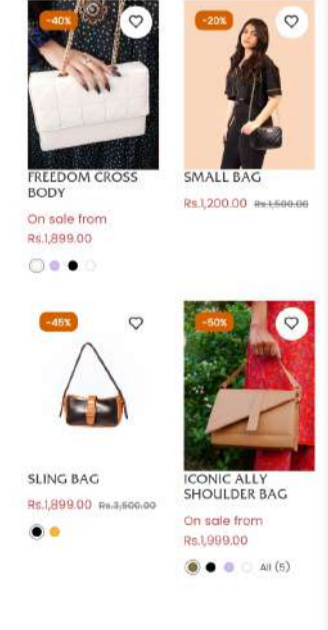 -40%
-20%
FREEDOM CROSS
BODY
On sale from
Rs.1,899.00
SMALL BAG
Rs.1,200.00 Rs.1,500.00
-45%
-50%
SLING BAG
Rs.1,899.00 Rs.3,500.00
ICONIC ALLY
SHOULDER BAG
On sale from
Rs.1,999.00
All (5)